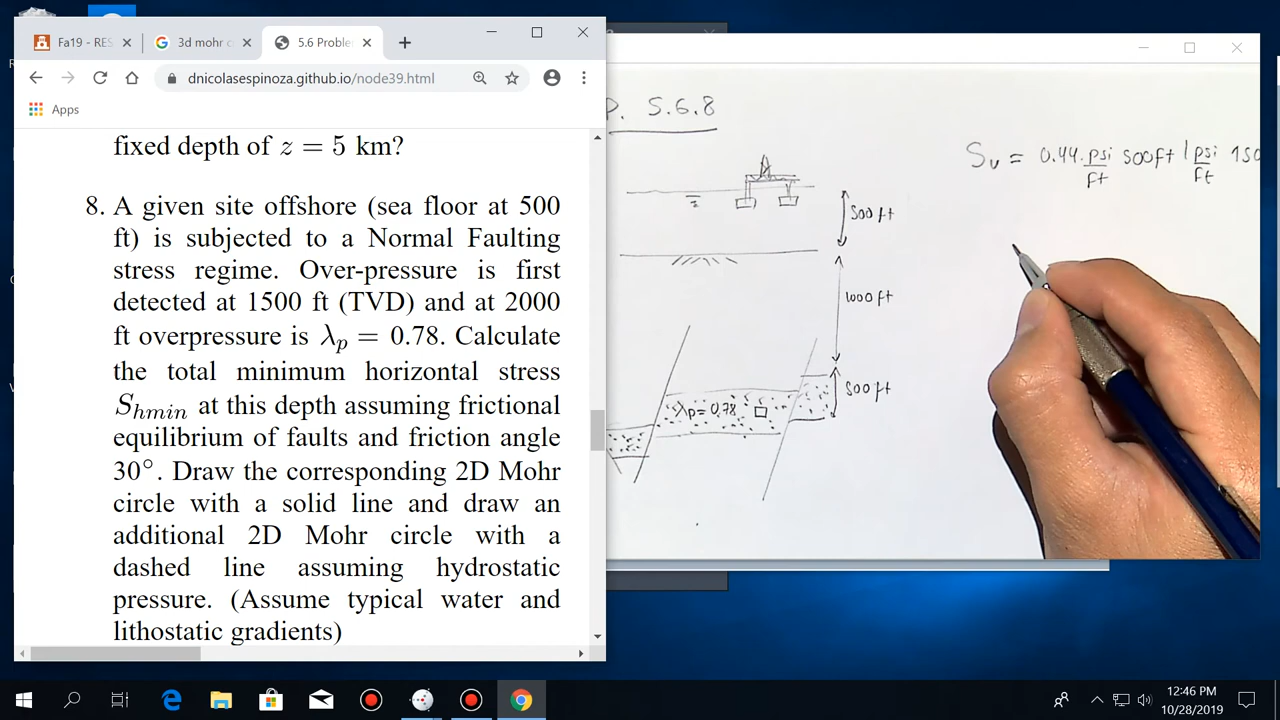 Fa19 - RES
3d mohr c
5.6 Proble
dnicolasespinoza.github.io/node39.html
Apps
fixed depth of z = 5 km?
8. A given site offshore (sea floor at 500
ft) is subjected to a Normal Faulting
stress regime. Over-pressure is first
detected at 1500 ft (TVD) and at 2000
ft overpressure is λp = 0.78. Calculate
the total minimum horizontal stress
Shmin at this depth assuming frictional
equilibrium of faults and friction angle
30°. Draw the corresponding 2D Mohr
circle with a solid line and draw an
additional 2D Mohr circle with a
dashed line assuming hydrostatic
pressure. (Assume typical water and
lithostatic gradients)
P. 5.6.8
500 ft
1000 ft
λp = 0.78
500 ft
Sv = 0.44 psi/ft 500ft 1 psi/ft 150
12:46 PM
10/28/2019